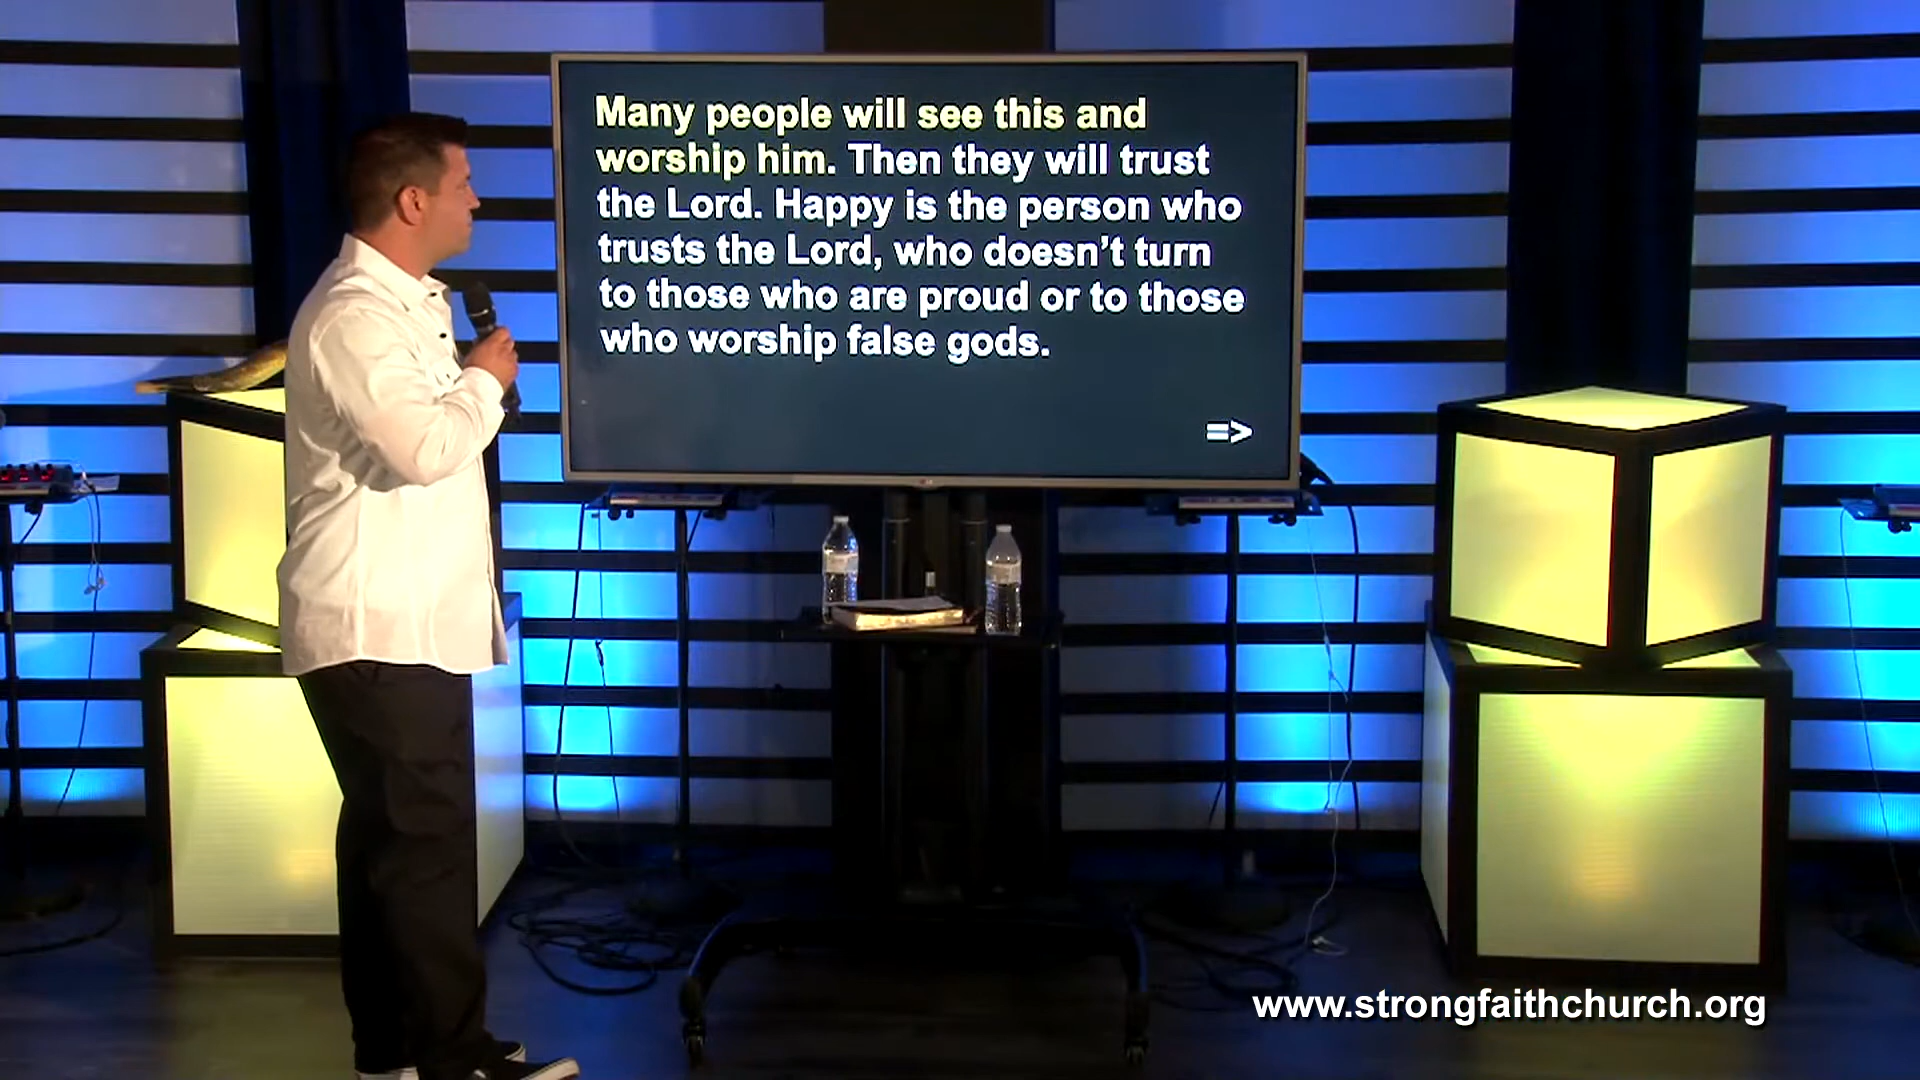 Many people will see this and
worship him. Then they will trust
the Lord. Happy is the person who
trusts the Lord, who doesn’t turn
to those who are proud or to those
who worship false gods.
=>
www.strongfaithchurch.org